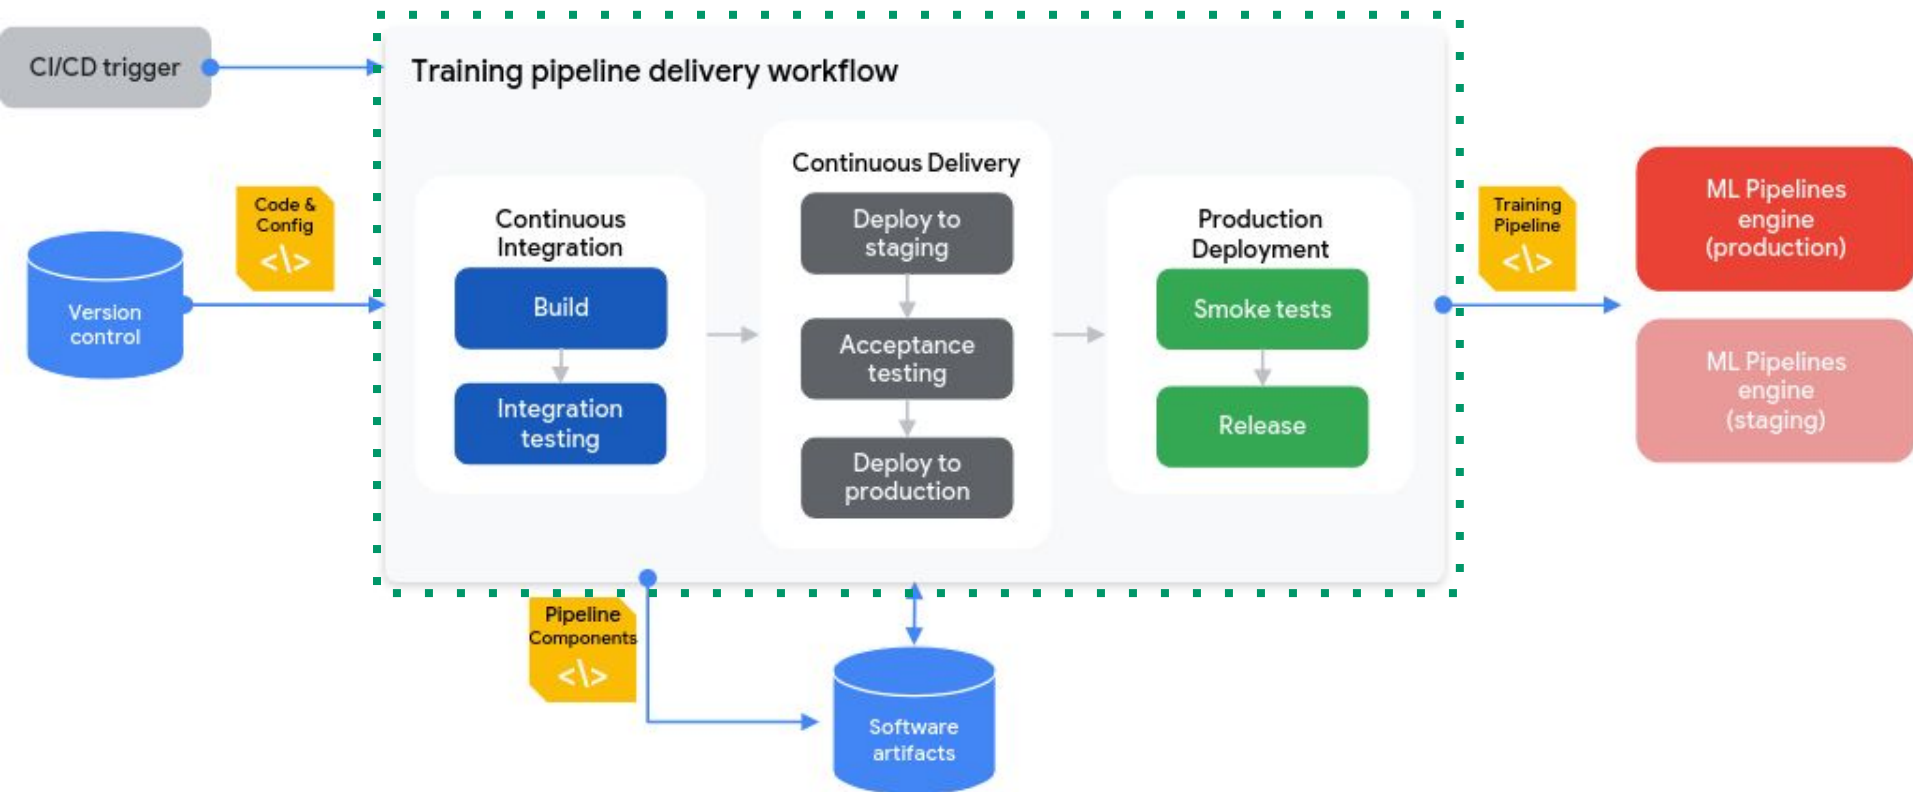 CI/CD trigger
Training pipeline delivery workflow
Code &
Config
<\>
Version
control
Continuous
Integration
Build
Integration
testing
Continuous Delivery
Deploy to
staging
Acceptance
testing
Deploy to
production
Production
Deployment
Smoke tests
Release
Training
Pipeline
<\>
ML Pipelines
engine
(production)
ML Pipelines
engine
(staging)
Pipeline
Components
<\>
Software
artifacts